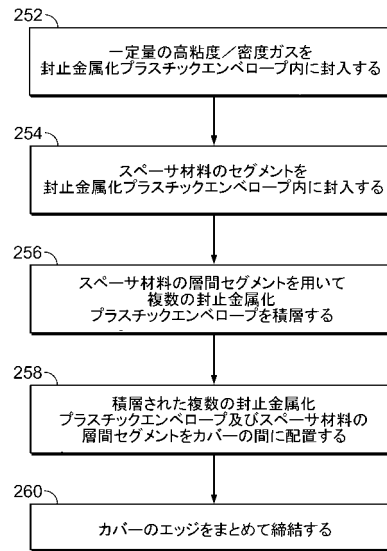 252
一定量の高粘度／密度ガスを
封止金属化プラスチックエンベロープ内に封入する
254
スペーサ材料のセグメントを
封止金属化プラスチックエンベロープ内に封入する
256
スペーサ材料の層間セグメントを用いて
複数の封止金属化
プラスチックエンベロープを積層する
258
積層された複数の封止金属化
プラスチックエンベロープ及びスペーサ材料の
層間セグメントをカバーの間に配置する
260
カバーのエッジをまとめて締結する